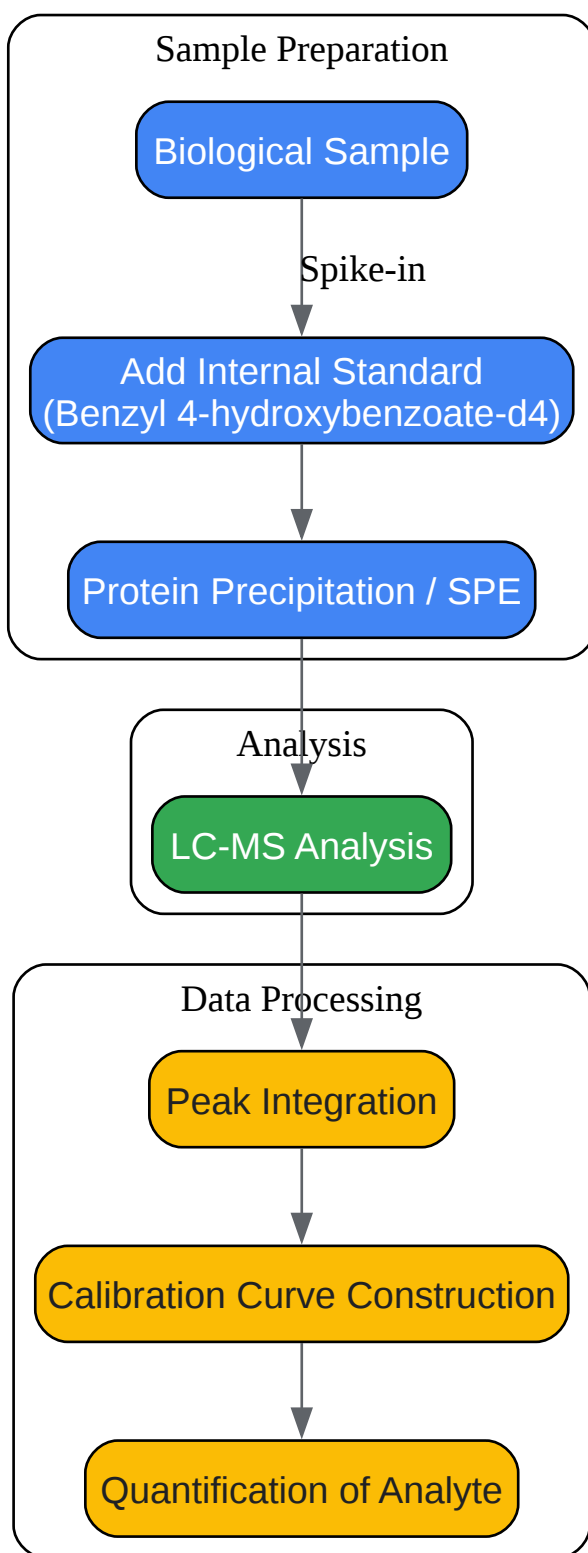 Sample Preparation
Biological Sample
Spike-in
Add Internal Standard
(Benzyl 4-hydroxybenzoate-d4)
Protein Precipitation / SPE
Analysis
LC-MS Analysis
Data Processing
Peak Integration
Calibration Curve Construction
Quantification of Analyte